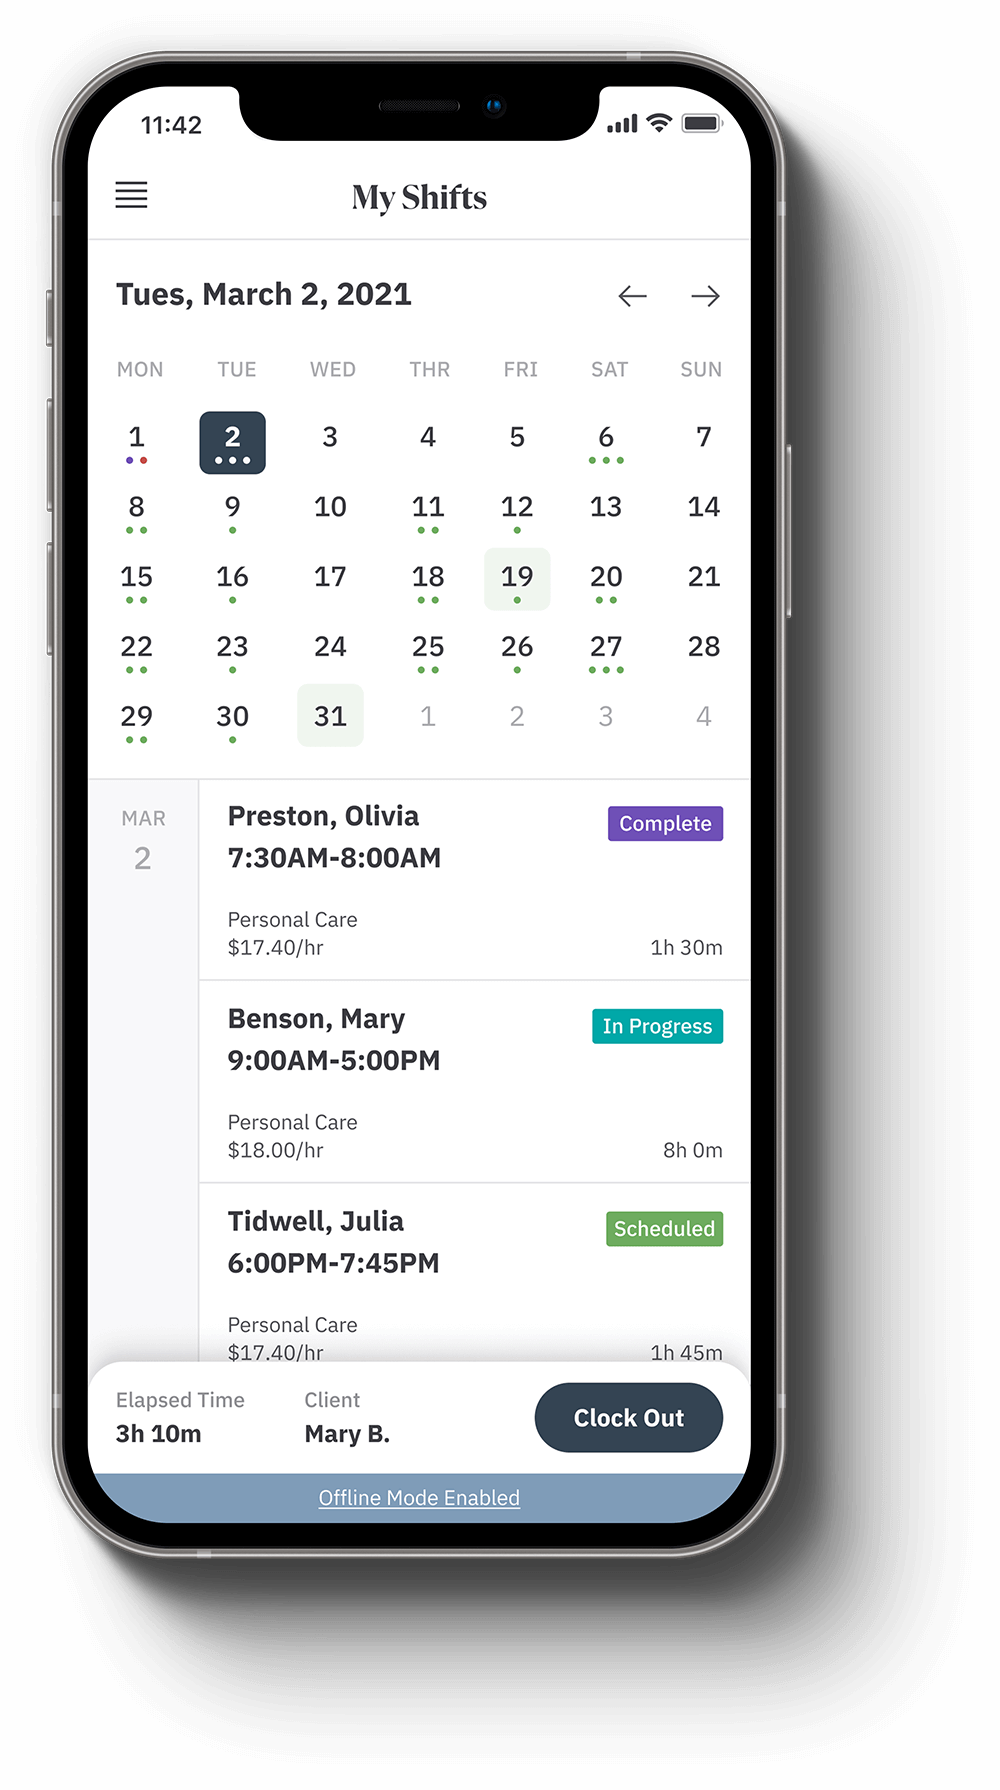 11:42
My Shifts
Tues, March 2, 2021
MON TUE WED THR FRI SAT SUN
1 2 3 4 5 6 7
8 9 10 11 12 13 14
15 16 17 18 19 20 21
22 23 24 25 26 27 28
29 30 31 1 2 3 4
MAR
2
Preston, Olivia
Complete
7:30AM-8:00AM
Personal Care
$17.40/hr
1h 30m
Benson, Mary
In Progress
9:00AM-5:00PM
Personal Care
$18.00/hr
8h 0m
Tidwell, Julia
Scheduled
6:00PM-7:45PM
Personal Care
$17.40/hr
1h 45m
Elapsed Time
3h 10m
Client
Mary B.
Clock Out
Offline Mode Enabled